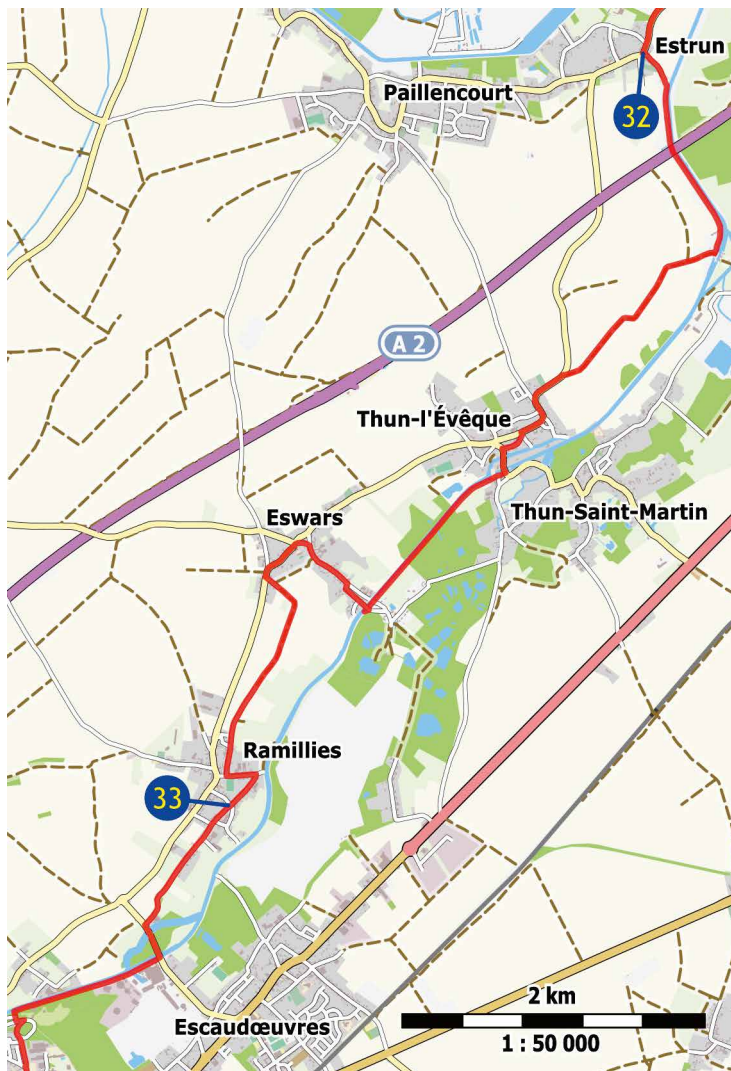 Estrun
Paillencourt
32
A 2
Thun-l'Évêque
Thun-Saint-Martin
Eswars
Ramillies
33
2 km
Escaudœuvres
1 : 50 000